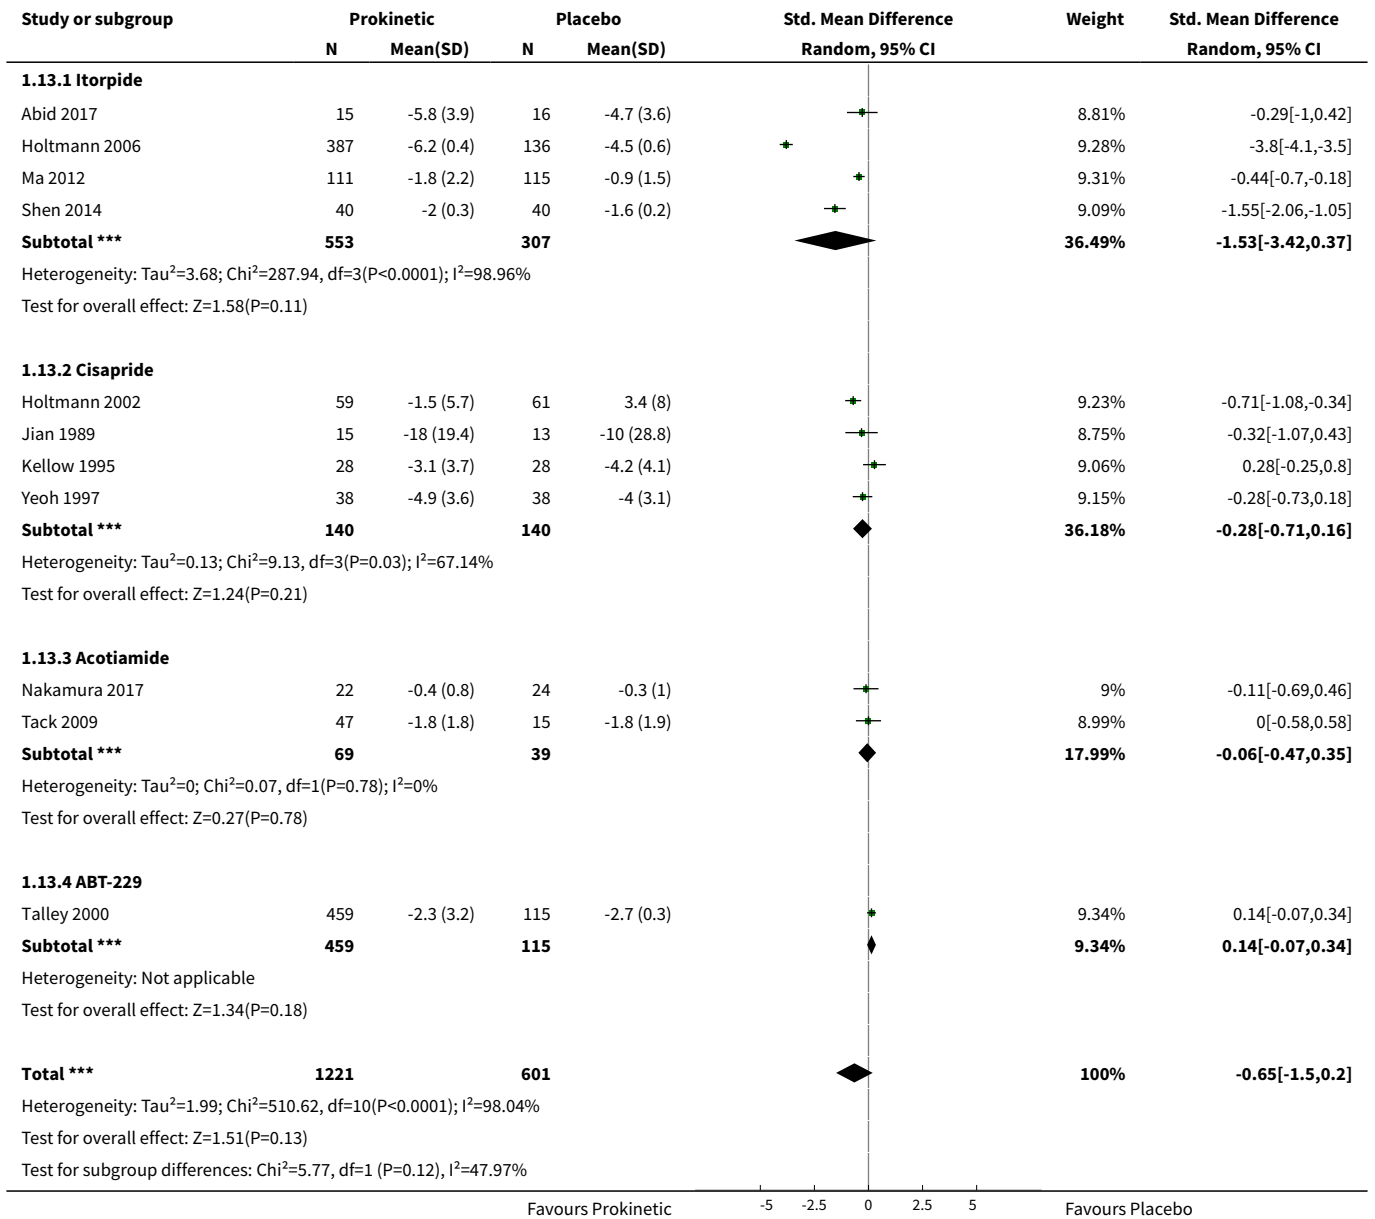 Study or subgroup Prokinetic Placebo Std. Mean Difference Weight Std. Mean Difference
N Mean(SD) N Mean(SD) Random, 95% CI Random, 95% CI
1.13.1 Itorpide
Abid 2017 15 -5.8 (3.9) 16 -4.7 (3.6) 8.81% -0.29[-1,0.42]
Holtmann 2006 387 -6.2 (0.4) 136 -4.5 (0.6) 9.28% -3.8[-4.1,-3.5]
Ma 2012 111 -1.8 (2.2) 115 -0.9 (1.5) 9.31% -0.44[-0.7,-0.18]
Shen 2014 40 -2 (0.3) 40 -1.6 (0.2) 9.09% -1.55[-2.06,-1.05]
Subtotal *** 553 307 36.49% -1.53[-3.42,0.37]
Heterogeneity: Tau²=3.68; Chi²=287.94, df=3(P<0.0001); I²=98.96%
Test for overall effect: Z=1.58(P=0.11)
1.13.2 Cisapride
Holtmann 2002 59 -1.5 (5.7) 61 3.4 (8) 9.23% -0.71[-1.08,-0.34]
Jian 1989 15 -18 (19.4) 13 -10 (28.8) 8.75% -0.32[-1.07,0.43]
Kellow 1995 28 -3.1 (3.7) 28 -4.2 (4.1) 9.06% 0.28[-0.25,0.8]
Yeoh 1997 38 -4.9 (3.6) 38 -4 (3.1) 9.15% -0.28[-0.73,0.18]
Subtotal *** 140 140 36.18% -0.28[-0.71,0.16]
Heterogeneity: Tau²=0.13; Chi²=9.13, df=3(P=0.03); I²=67.14%
Test for overall effect: Z=1.24(P=0.21)
1.13.3 Acotiamide
Nakamura 2017 22 -0.4 (0.8) 24 -0.3 (1) 9% -0.11[-0.69,0.46]
Tack 2009 47 -1.8 (1.8) 15 -1.8 (1.9) 8.99% 0[-0.58,0.58]
Subtotal *** 69 39 17.99% -0.06[-0.47,0.35]
Heterogeneity: Tau²=0; Chi²=0.07, df=1(P=0.78); I²=0%
Test for overall effect: Z=0.27(P=0.78)
1.13.4 ABT-229
Talley 2000 459 -2.3 (3.2) 115 -2.7 (0.3) 9.34% 0.14[-0.07,0.34]
Subtotal *** 459 115 9.34% 0.14[-0.07,0.34]
Heterogeneity: Not applicable
Test for overall effect: Z=1.34(P=0.18)
Total *** 1221 601 100% -0.65[-1.5,0.2]
Heterogeneity: Tau²=1.99; Chi²=510.62, df=10(P<0.0001); I²=98.04%
Test for overall effect: Z=1.51(P=0.13)
Test for subgroup differences: Chi²=5.77, df=1 (P=0.12), I²=47.97%
Favours Prokinetic -5 -2.5 0 2.5 5 Favours Placebo